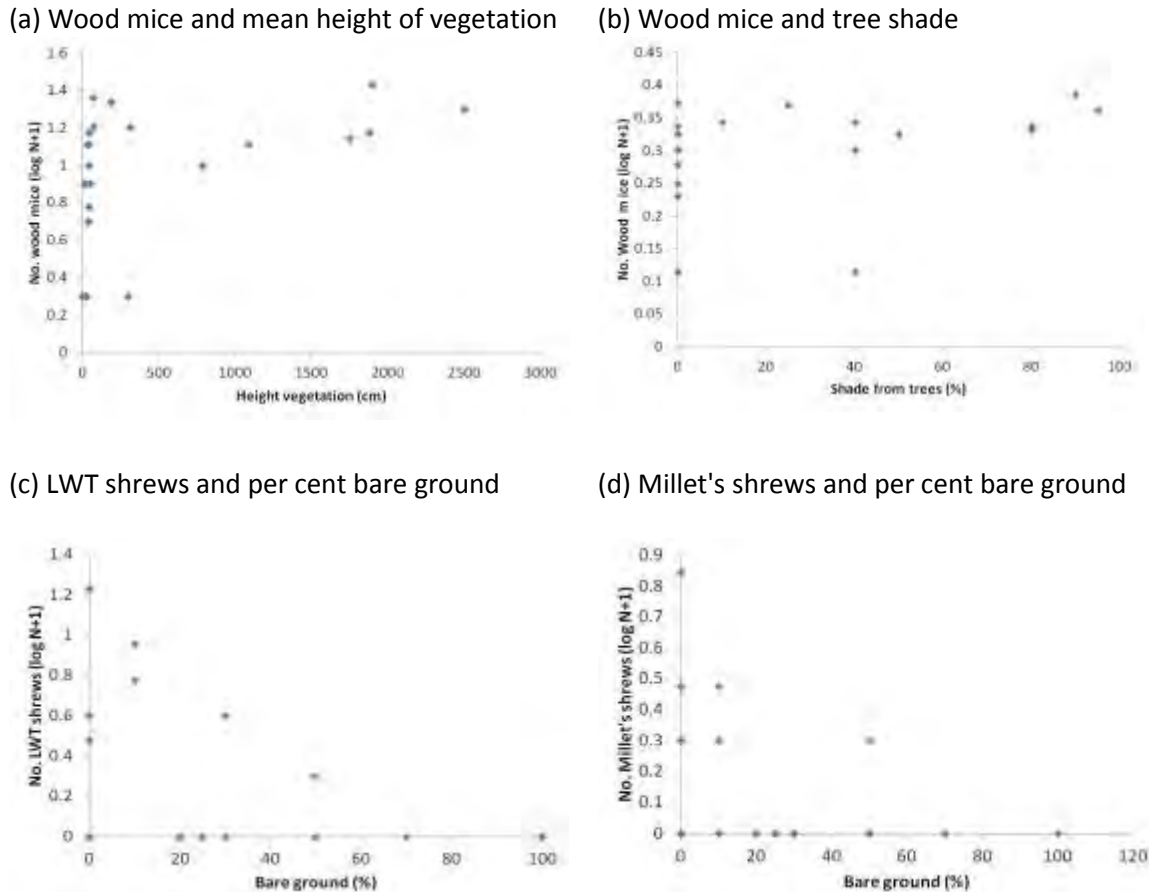 (a) Wood mice and mean height of vegetation
No. wood mice (log N+1)
1.6
1.4
1.2
1
0.8
0.6
0.4
0.2
0
0 500 1000 1500 2000 2500 3000
Height vegetation (cm)
(b) Wood mice and tree shade
No. Wood mice (log N+1)
0.45
0.4
0.35
0.3
0.25
0.2
0.15
0.1
0.05
0
0 20 40 60 80 100
Shade from trees (%)
(c) LWT shrews and per cent bare ground
No. LWT shrews (log N+1)
1.4
1.2
1
0.8
0.6
0.4
0.2
0
0 20 40 60 80 100
Bare ground (%)
(d) Millet's shrews and per cent bare ground
No. Millet's shrews (log N+1)
0.9
0.8
0.7
0.6
0.5
0.4
0.3
0.2
0.1
0
0 20 40 60 80 100 120
Bare ground (%)